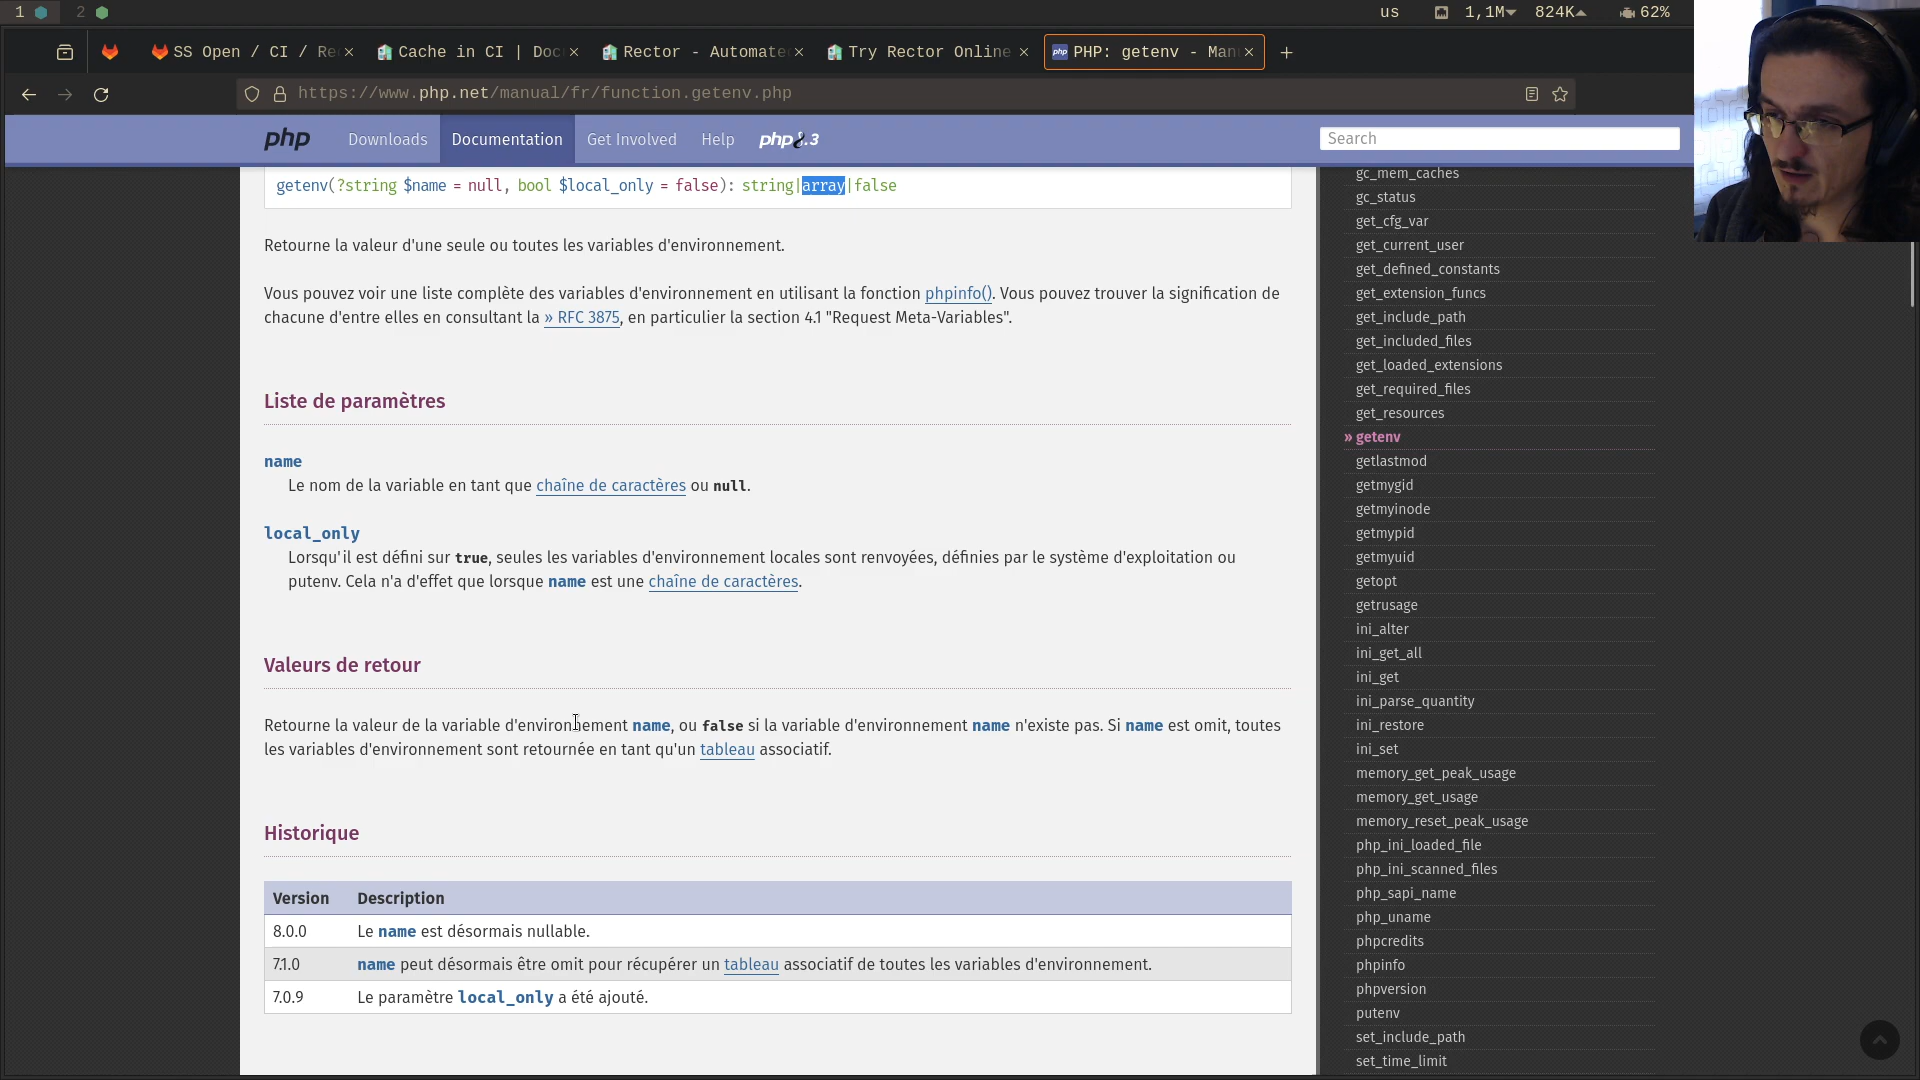 1 2 us 1,1M 824K 62%
SS Open / CI / Re Cache in CI | Doc Rector - Automate Try Rector Online PHP: getenv - Man
https://www.php.net/manual/fr/function.getenv.php
php Downloads Documentation Get Involved Help php8.3 Search
getenv(?string $name = null, bool $local_only = false): string|array|false
Retourne la valeur d'une seule ou toutes les variables d'environnement.
Vous pouvez voir une liste complète des variables d'environnement en utilisant la fonction phpinfo(). Vous pouvez trouver la signification de
chacune d'entre elles en consultant la » RFC 3875, en particulier la section 4.1 "Request Meta-Variables".
Liste de paramètres
name
Le nom de la variable en tant que chaîne de caractères ou null.
local_only
Lorsqu'il est défini sur true, seules les variables d'environnement locales sont renvoyées, définies par le système d'exploitation ou
putenv. Cela n'a d'effet que lorsque name est une chaîne de caractères.
Valeurs de retour
Retourne la valeur de la variable d'environnement name, ou false si la variable d'environnement name n'existe pas. Si name est omit, toutes
les variables d'environnement sont retournée en tant qu'un tableau associatif.
Historique
Version Description
8.0.0 Le name est désormais nullable.
7.1.0 name peut désormais être omit pour récupérer un tableau associatif de toutes les variables d'environnement.
7.0.9 Le paramètre local_only a été ajouté.
gc_mem_caches
gc_status
get_cfg_var
get_current_user
get_defined_constants
get_extension_funcs
get_include_path
get_included_files
get_loaded_extensions
get_required_files
get_resources
» getenv
getlastmod
getmygid
getmyinode
getmypid
getmyuid
getopt
getrusage
ini_alter
ini_get_all
ini_get
ini_parse_quantity
ini_restore
ini_set
memory_get_peak_usage
memory_get_usage
memory_reset_peak_usage
php_ini_loaded_file
php_ini_scanned_files
php_sapi_name
php_uname
phpcredits
phpinfo
phpversion
putenv
set_include_path
set_time_limit